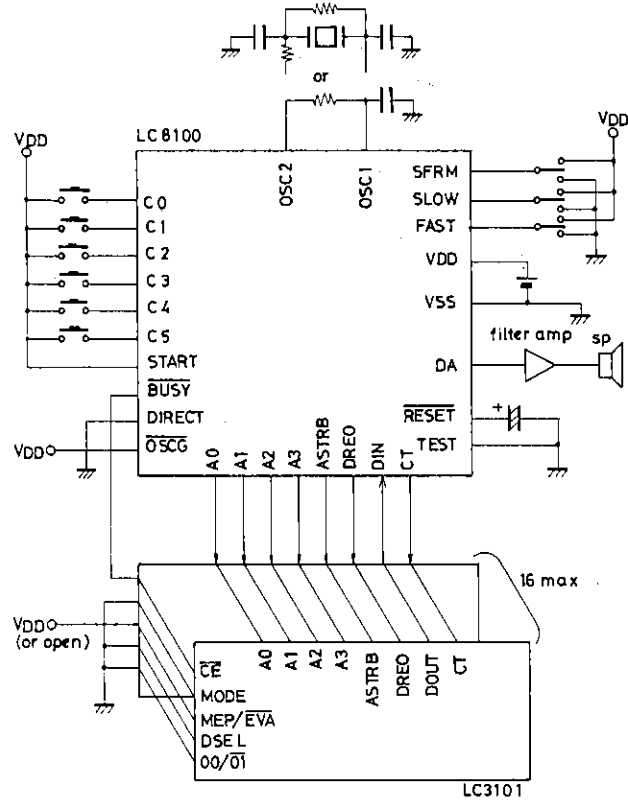 or
LC8100
VDD
VDD
OSC2
OSC1
SFRM
SLOW
FAST
VDD
VSS
DA
RESET
TEST
filter amp
sp
+
C0
C1
C2
C3
C4
C5
START
BUSY
DIRECT
OSCG
VDD
A0
A1
A2
A3
ASTRB
DREO
DIN
CT
16 max
VDD
(or open)
CE
MODE
MEP/EVA
DSEL
00/01
A0
A1
A2
A3
ASTRB
DREO
DOUT
CT
LC3101